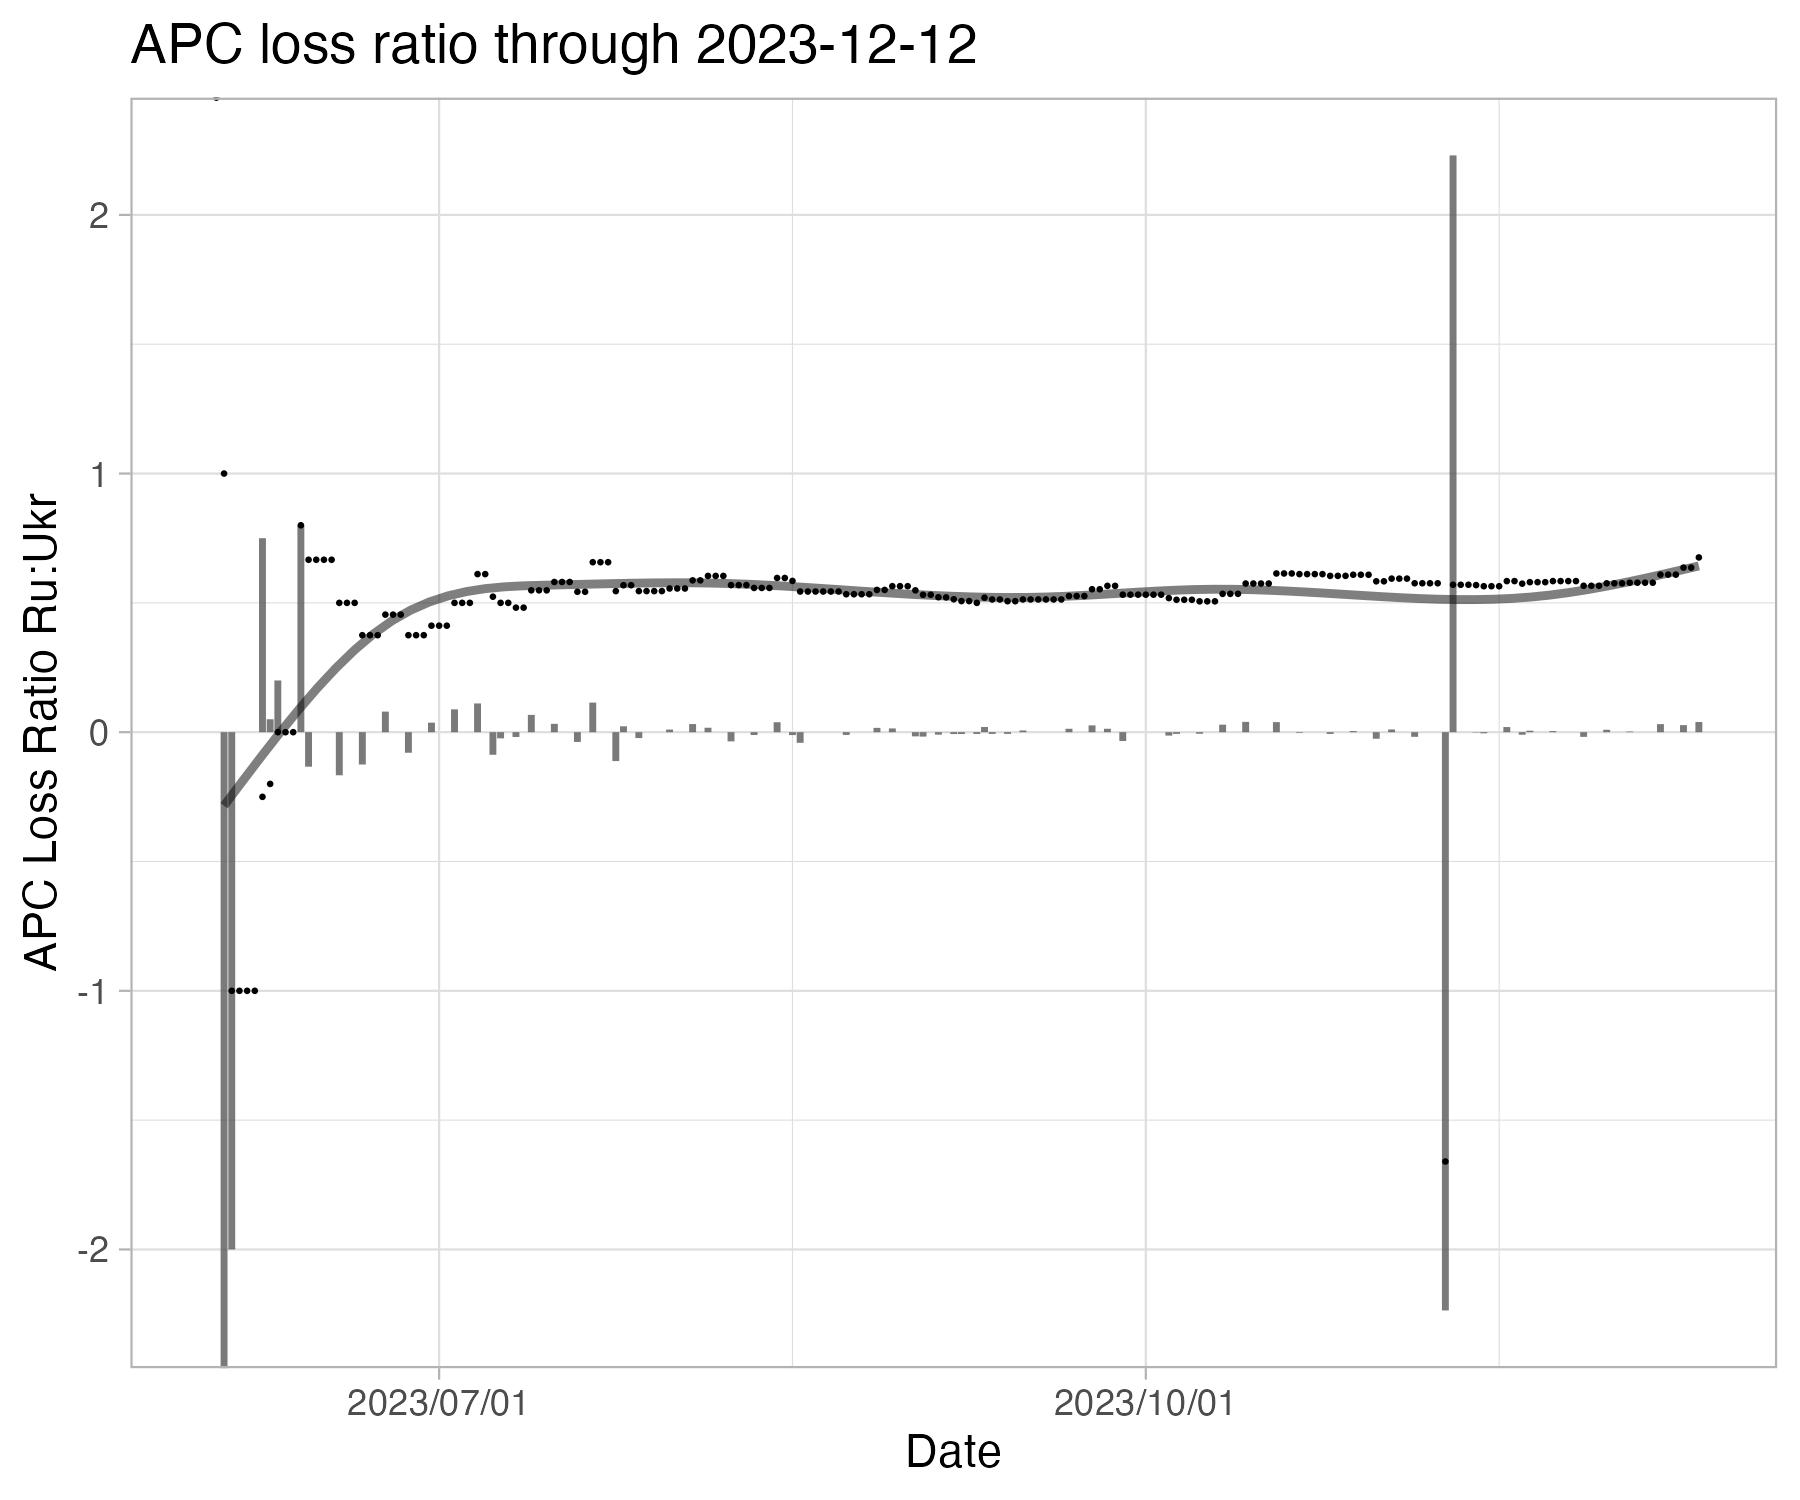 APC loss ratio through 2023-12-12
APC Loss Ratio Ru:Ukr
2
1
0
-1
-2
2023/07/01
2023/10/01
Date